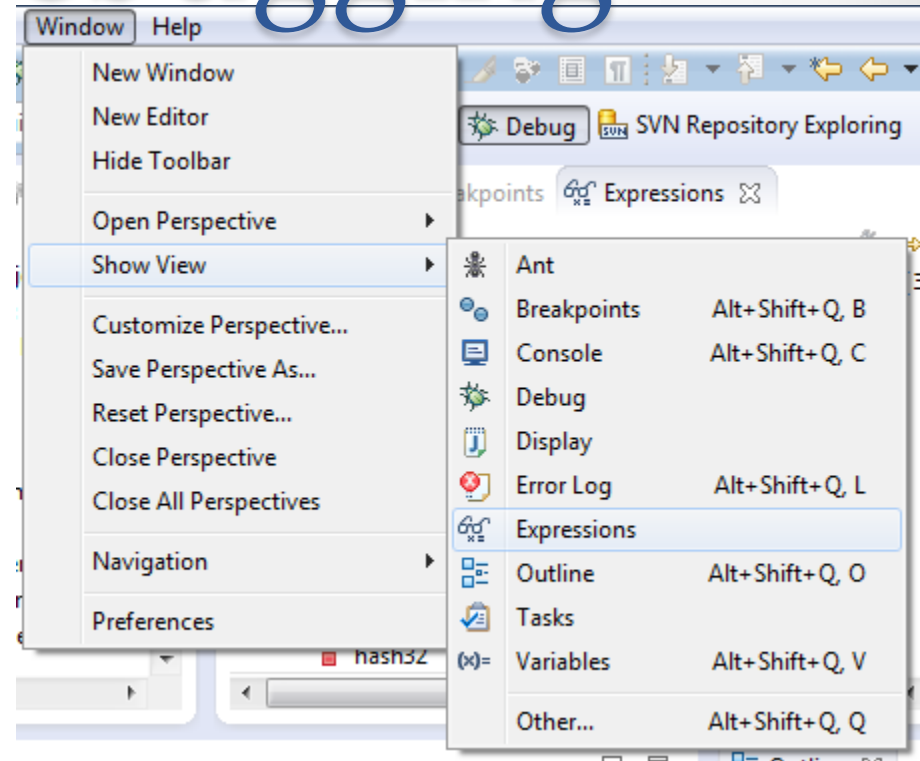 Window Help
New Window
New Editor
Hide Toolbar
Open Perspective
Show View
Customize Perspective...
Save Perspective As...
Reset Perspective...
Close Perspective
Close All Perspectives
Navigation
Preferences
Debug SVN Repository Exploring
Expressions
Ant
Breakpoints Alt+Shift+Q, B
Console Alt+Shift+Q, C
Debug
Display
Error Log Alt+Shift+Q, L
Expressions
Outline Alt+Shift+Q, O
Tasks
Variables Alt+Shift+Q, V
Other... Alt+Shift+Q, Q
hash32